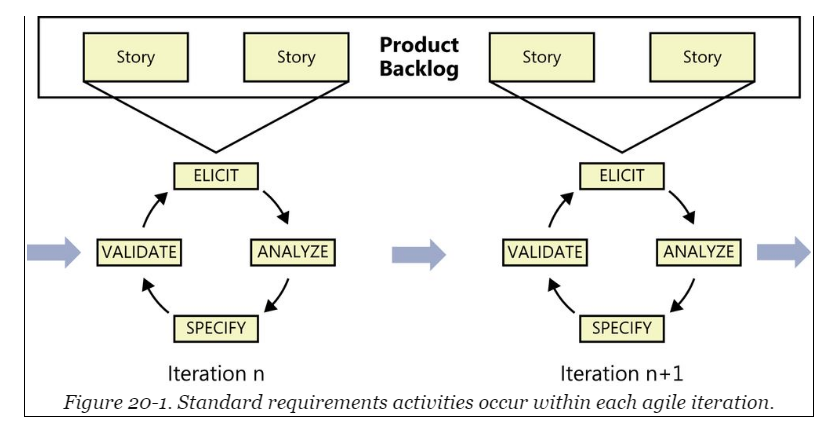 Story
Story
Product
Backlog
Story
Story
ELICIT
VALIDATE
ANALYZE
SPECIFY
Iteration n
ELICIT
VALIDATE
ANALYZE
SPECIFY
Iteration n+1
Figure 20-1. Standard requirements activities occur within each agile iteration.